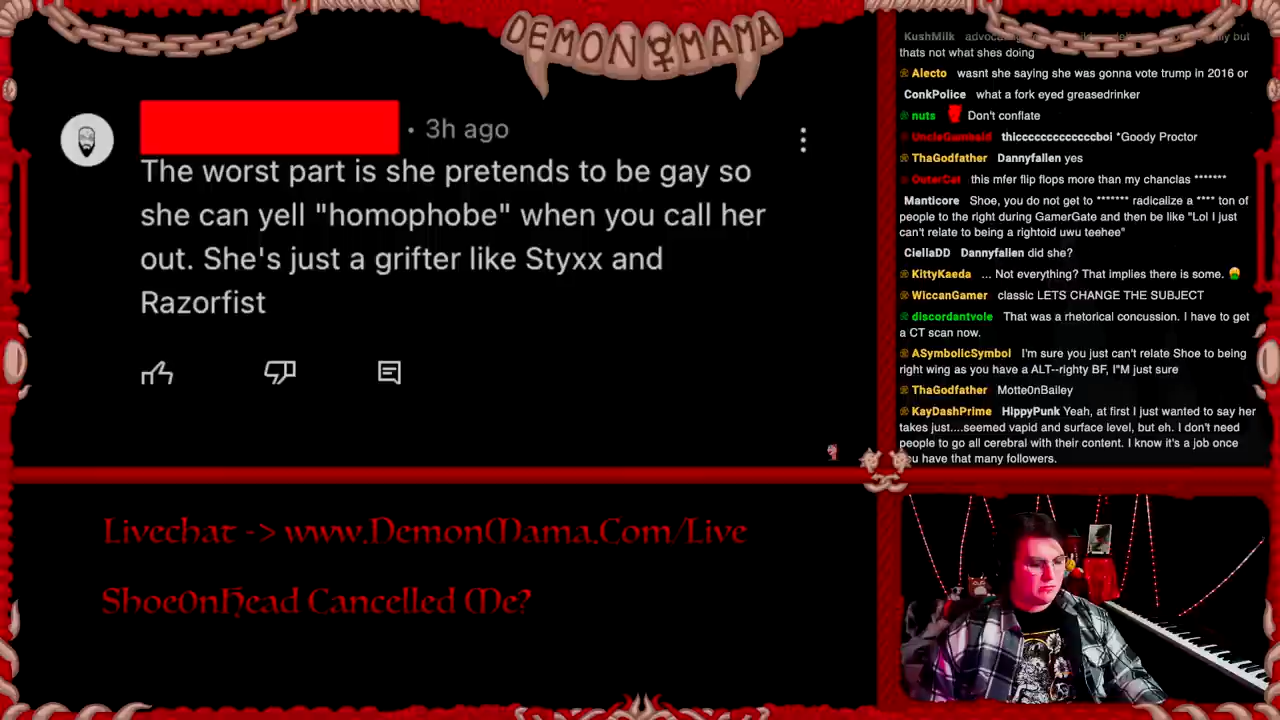 DEMON MAMA
• 3h ago
The worst part is she pretends to be gay so
she can yell "homophobe" when you call her
out. She's just a grifter like Styxx and
Razorfist
Livechat -> www.DemonMama.Com/Live
ShoeOnHead Cancelled Me?
KushMilk
thats not what shes doing
Alecto wasnt she saying she was gonna vote trump in 2016 or
ConkPolice what a fork eyed greasedrinker
nuts Don't conflate
UncleGumbald thicccccccccccccboi *Goody Proctor
ThaGodfather Dannyfallen yes
OuterCat this mfer flip flops more than my chanclas *******
Manticore Shoe, you do not get to ******* radicalize a **** ton of
people to the right during GamerGate and then be like "Lol I just
can't relate to being a rightoid uwu teehee"
CiellaDD Dannyfallen did she?
KittyKaeda ... Not everything? That implies there is some.
WiccanGamer classic LETS CHANGE THE SUBJECT
discordantvole That was a rhetorical concussion. I have to get
a CT scan now.
ASymbolicSymbol I'm sure you just can't relate Shoe to being
right wing as you have a ALT--righty BF, I"M just sure
ThaGodfather Motte0nBailey
KayDashPrime HippyPunk Yeah, at first I just wanted to say her
takes just....seemed vapid and surface level, but eh. I don't need
people to go all cerebral with their content. I know it's a job once
you have that many followers.